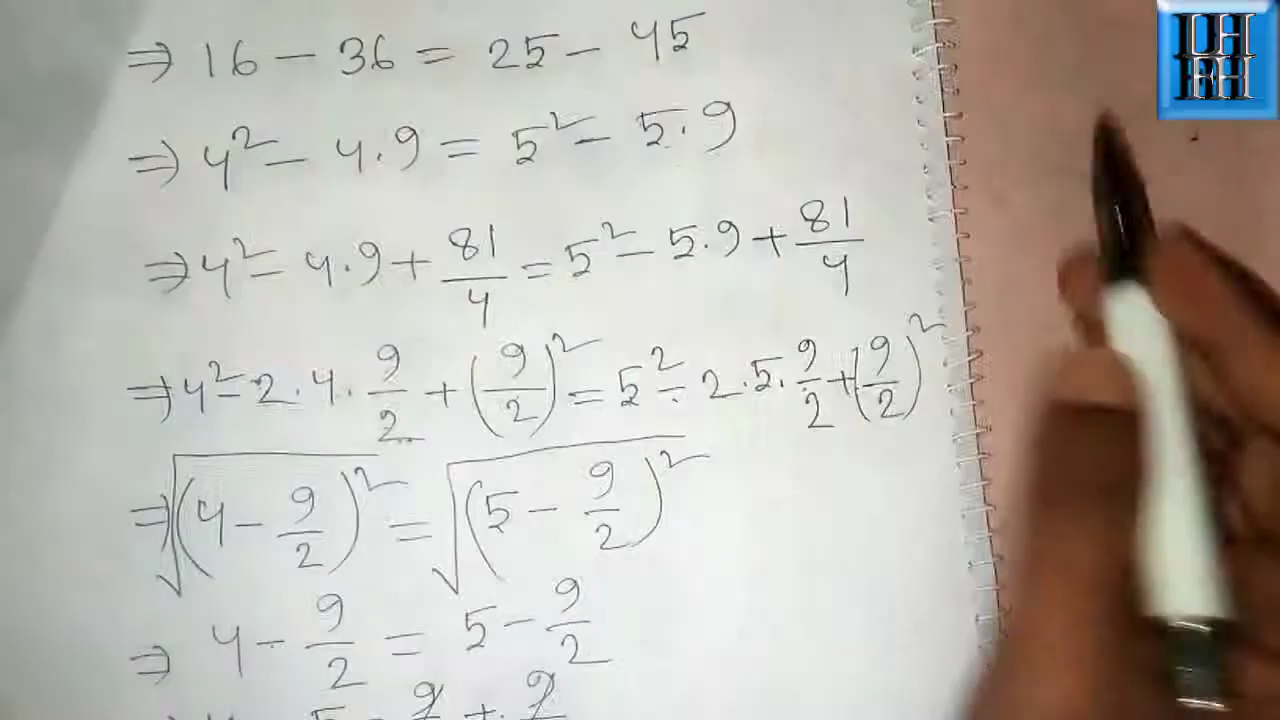 ⇒ 16 - 36 = 25 - 45
⇒ 4² - 4.9 = 5² - 5.9
⇒ 4² - 4.9 + 81/4 = 5² - 5.9 + 81/4
⇒ 4² - 2.4.9/2 + (9/2)² = 5² - 2.5.9/2 + (9/2)²
⇒ √(4 - 9/2)² = √(5 - 9/2)²
⇒ 4 - 9/2 = 5 - 9/2